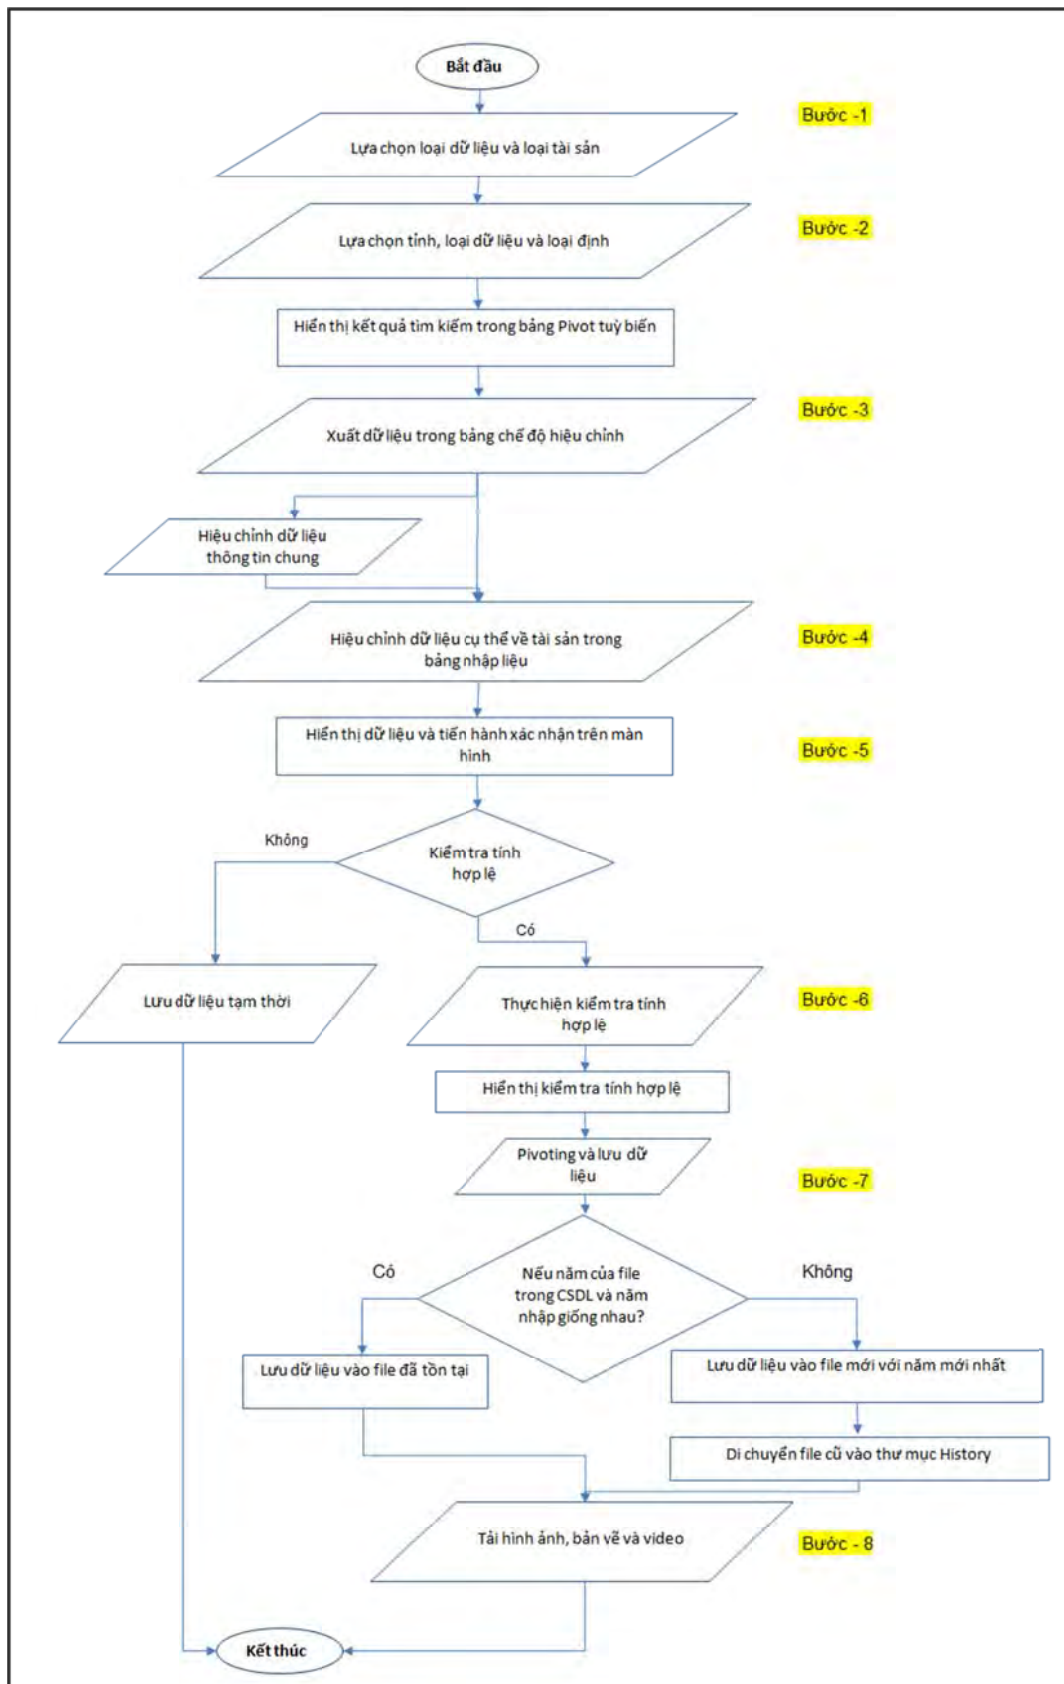 Bắt đầu
Bước -1
Lựa chọn loại dữ liệu và loại tài sản
Bước -2
Lựa chọn tỉnh, loại dữ liệu và loại định
Hiển thị kết quả tìm kiếm trong bảng Pivot tuỳ biến
Bước -3
Xuất dữ liệu trong bảng chế độ hiệu chỉnh
Hiệu chỉnh dữ liệu
thông tin chung
Bước -4
Hiệu chỉnh dữ liệu cụ thể về tài sản trong
bảng nhập liệu
Hiển thị dữ liệu và tiến hành xác nhận trên màn
hình
Bước -5
Không
Kiểm tra tính
hợp lệ
Có
Lưu dữ liệu tạm thời
Thực hiện kiểm tra tính
hợp lệ
Bước -6
Hiển thị kiểm tra tính hợp lệ
Pivoting và lưu dữ
liệu
Bước -7
Có
Nếu năm của file
trong CSDL và năm
nhập giống nhau?
Không
Lưu dữ liệu vào file đã tồn tại
Lưu dữ liệu vào file mới với năm mới nhất
Di chuyển file cũ vào thư mục History
Tải hình ảnh, bản vẽ và video
Bước - 8
Kết thúc